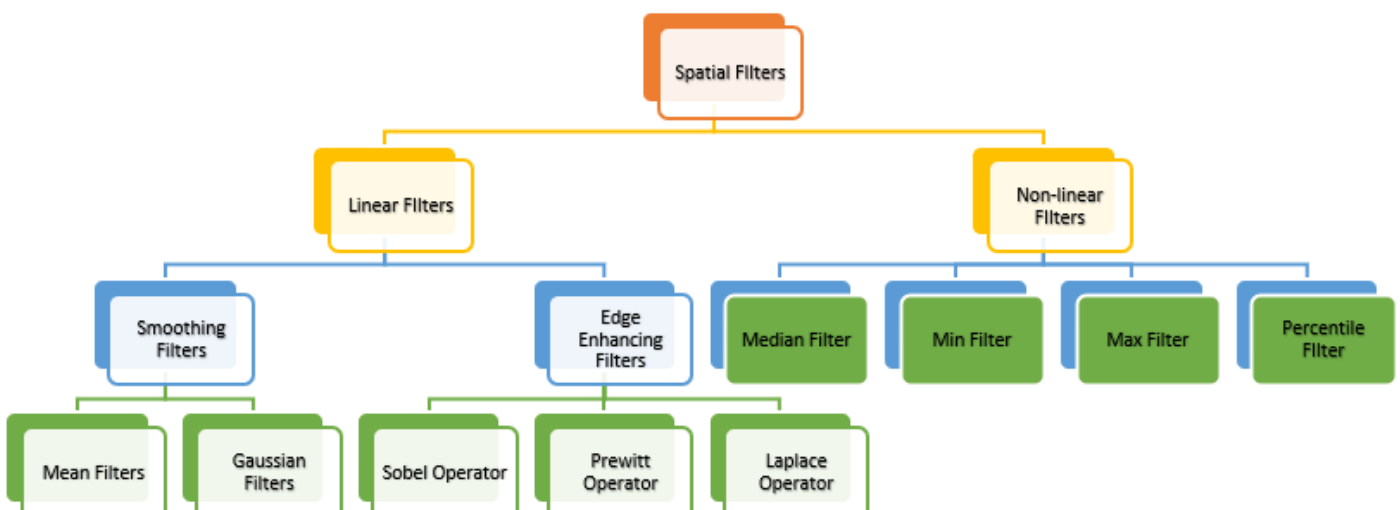 Spatial FIlters
Linear FIlters
Non-linear
FIlters
Smoothing
Filters
Edge
Enhancing
Filters
Median Filter
Min Filter
Max Filter
Percentile
FIlter
Mean Filters
Gaussian
Filters
Sobel Operator
Prewitt
Operator
Laplace
Operator